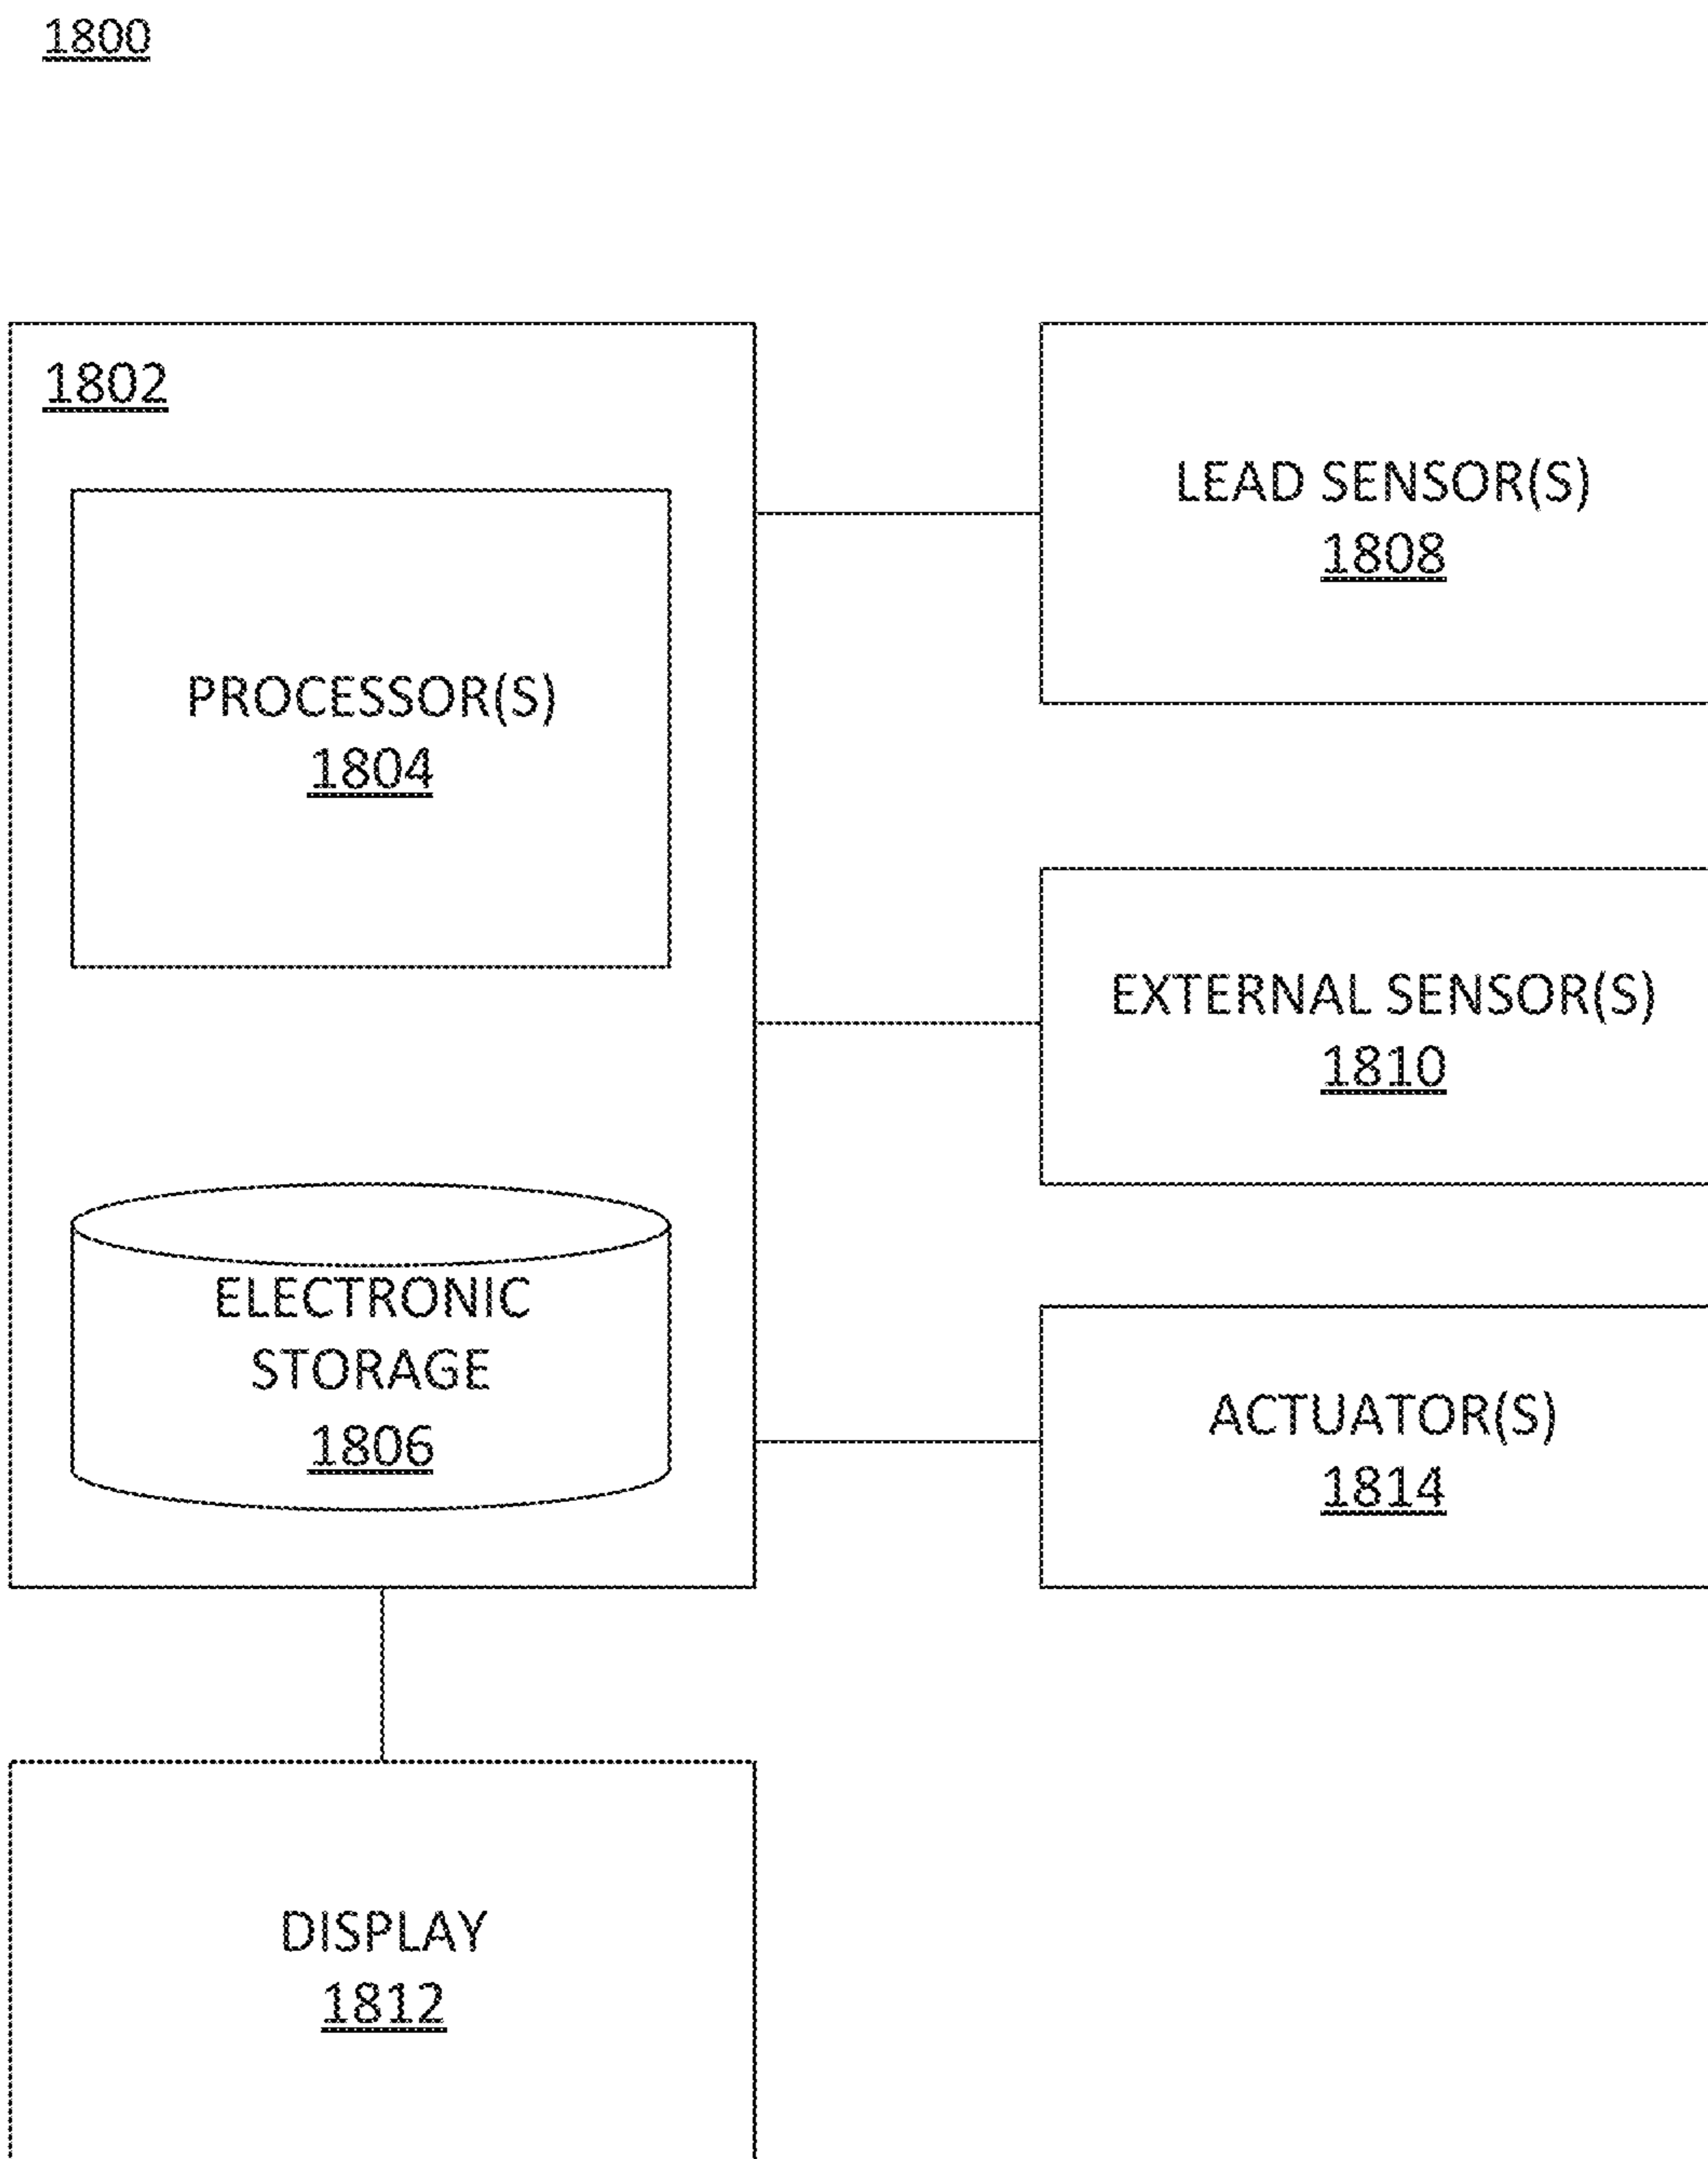 1800
1802
PROCESSOR(S)
1804
ELECTRONIC
STORAGE
1806
LEAD SENSOR(S)
1808
EXTERNAL SENSOR(S)
1810
ACTUATOR(S)
1814
DISPLAY
1812